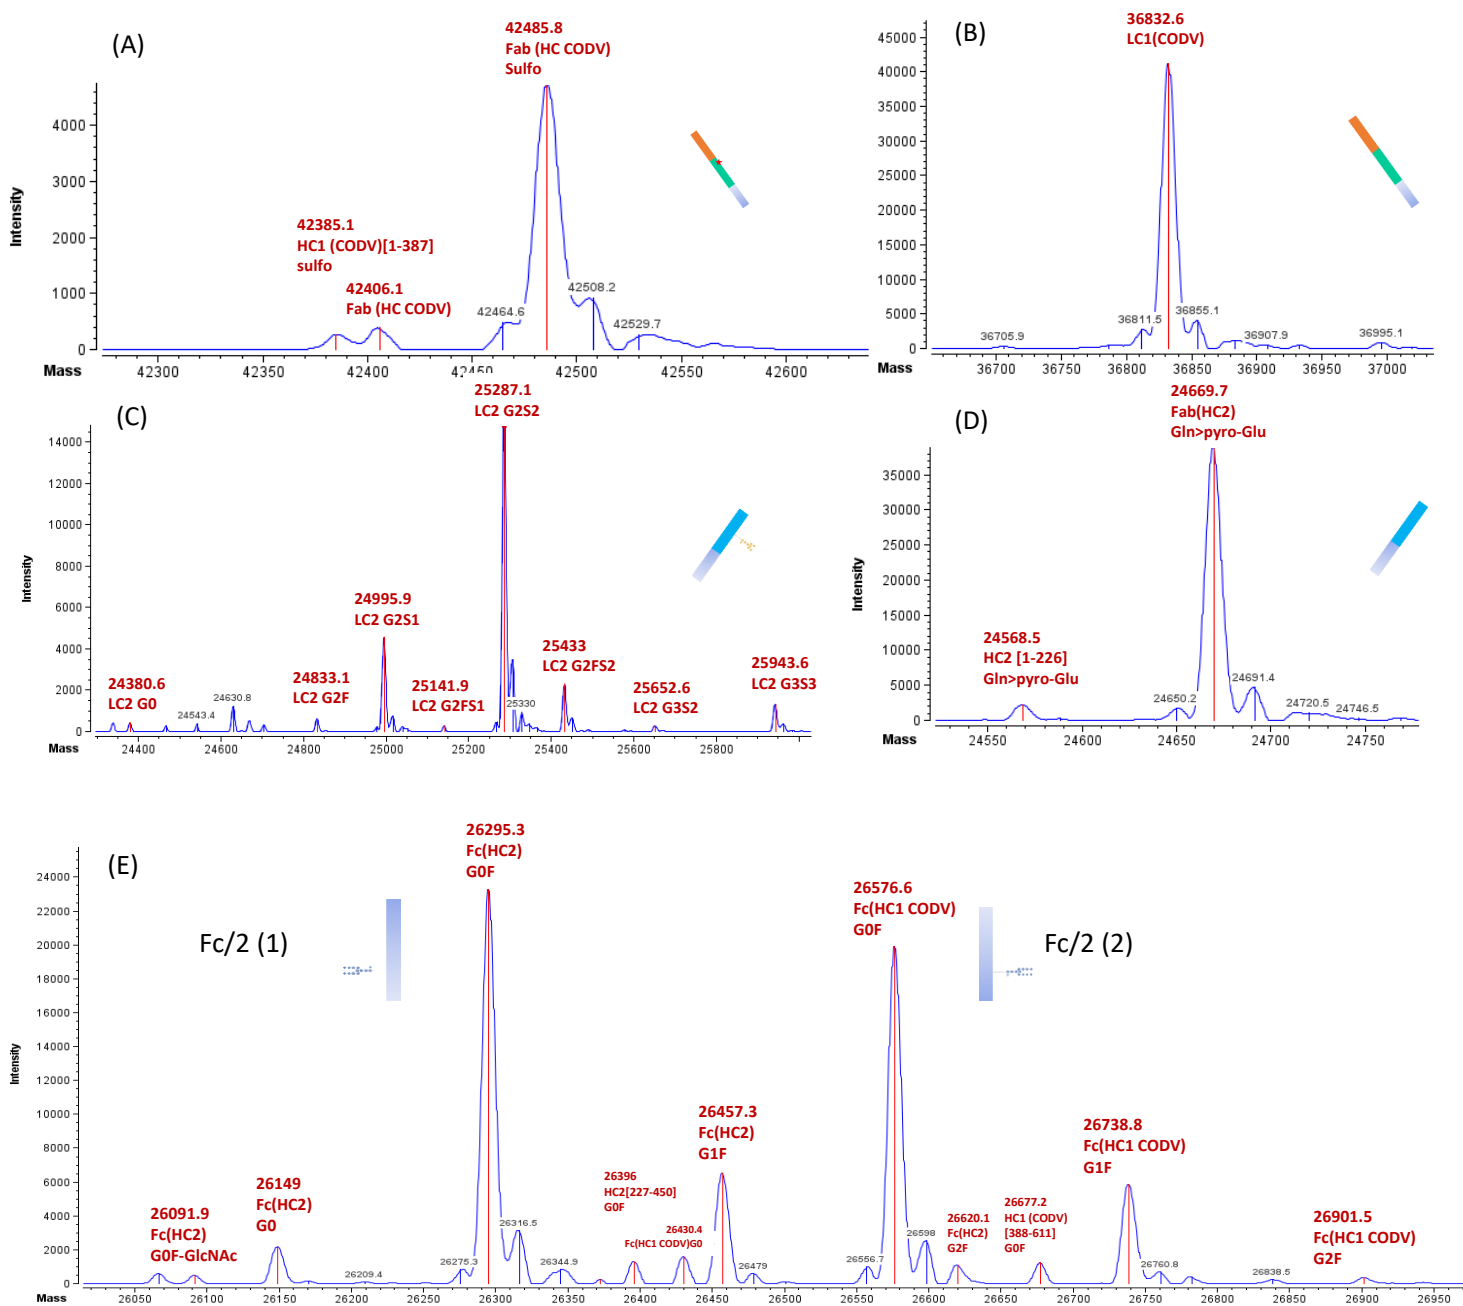 (A)
42485.8
Fab (HC CODV)
Sulfo
42385.1
HC1 (CODV)[1-387]
sulfo
42406.1
Fab (HC CODV)
42464.6
42508.2
42529.7
Intensity
4000
3000
2000
1000
0
Mass
42300
42350
42400
42450
42500
42550
42600
(B)
36832.6
LC1(CODV)
36705.9
36811.5
36855.1
36907.9
36995.1
Intensity
45000
40000
35000
30000
25000
20000
15000
10000
5000
0
Mass
36700
36750
36800
36850
36900
36950
37000
(C)
25287.1
LC2 G2S2
24995.9
LC2 G2S1
24380.6
LC2 G0
24543.4
24630.8
24833.1
LC2 G2F
25141.9
LC2 G2FS1
25330
25433
LC2 G2FS2
25652.6
LC2 G3S2
25943.6
LC2 G3S3
Intensity
14000
12000
10000
8000
6000
4000
2000
0
Mass
24400
24600
24800
25000
25200
25400
25600
25800
(D)
24669.7
Fab(HC2)
Gln>pyro-Glu
24568.5
HC2 [1-226]
Gln>pyro-Glu
24650.2
24691.4
24720.5
24746.5
Intensity
35000
30000
25000
20000
15000
10000
5000
0
Mass
24550
24600
24650
24700
24750
(E)
Fc/2 (1)
Fc/2 (2)
26295.3
Fc(HC2)
G0F
26576.6
Fc(HC1 CODV)
G0F
26091.9
Fc(HC2)
G0F-GlcNAc
26149
Fc(HC2)
G0
26209.4
26275.3
26316.5
26344.9
26396
HC2[227-450]
G0F
26430.4
Fc(HC1 CODV)G0
26457.3
Fc(HC2)
G1F
26479
26556.7
26598
26620.1
Fc(HC2)
G2F
26677.2
HC1 (CODV)
[388-611]
G0F
26738.8
Fc(HC1 CODV)
G1F
26760.8
26838.5
26901.5
Fc(HC1 CODV)
G2F
Intensity
24000
22000
20000
18000
16000
14000
12000
10000
8000
6000
4000
2000
0
Mass
26050
26100
26150
26200
26250
26300
26350
26400
26450
26500
26550
26600
26650
26700
26750
26800
26850
26900
26950